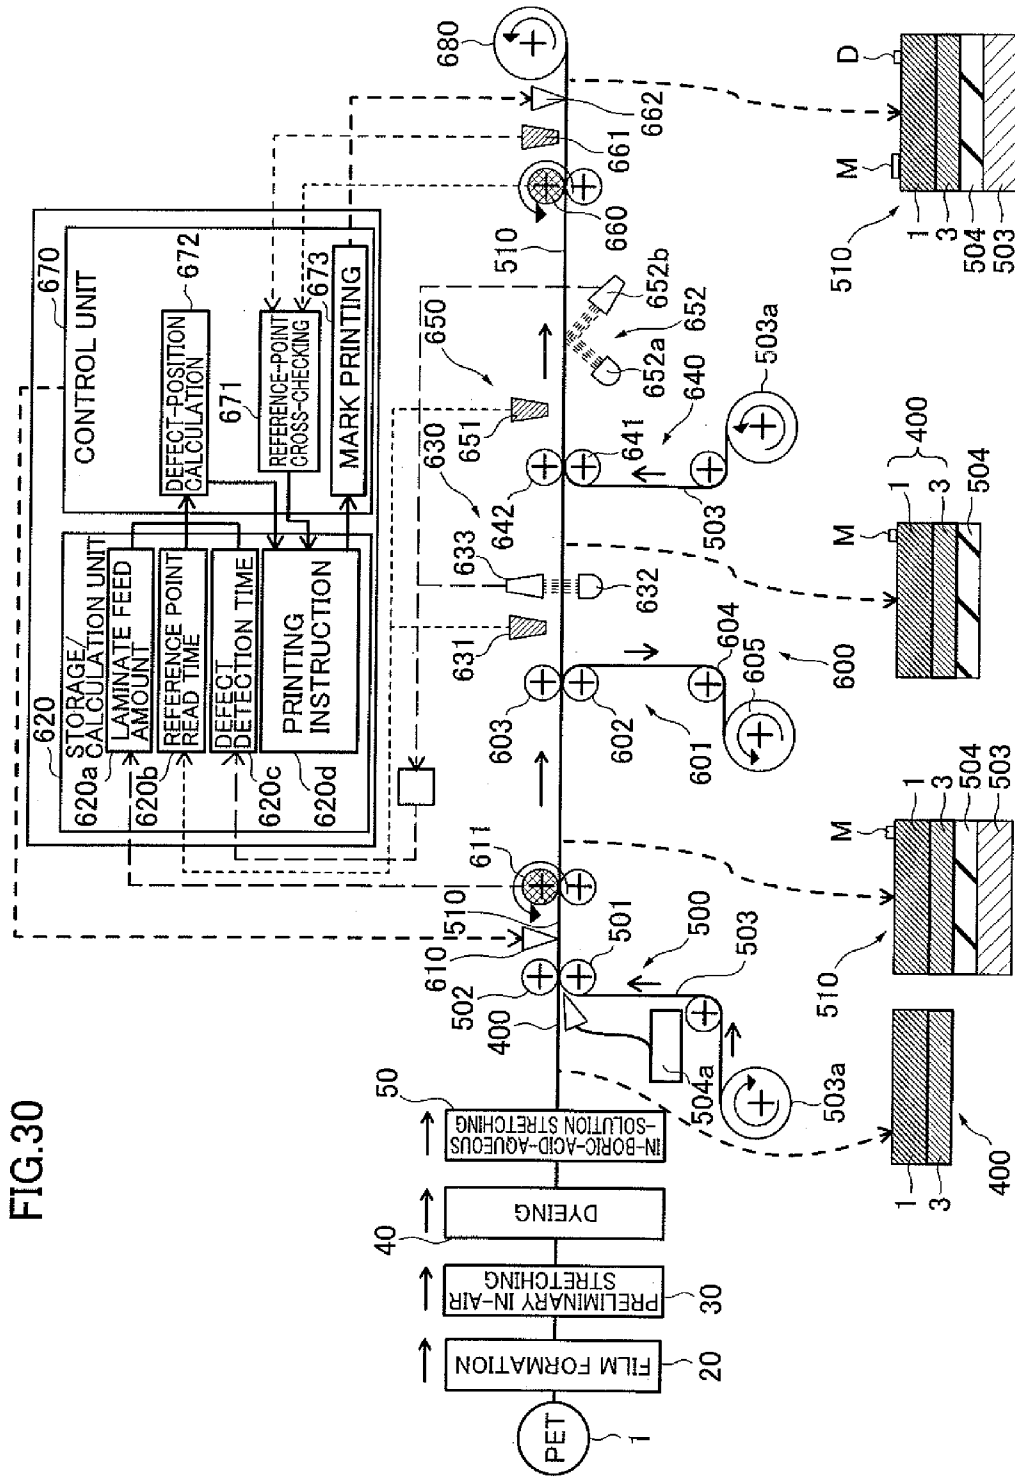 FIG.30
670
CONTROL UNIT
620
STORAGE/
CALCULATION UNIT
620a
LAMINATE FEED
AMOUNT
620b
REFERENCE POINT
READ TIME
620c
DEFECT
DETECTION TIME
620d
PRINTING
INSTRUCTION
672
DEFECT-POSITION
CALCULATION
671
REFERENCE-POINT
CROSS-CHECKING
673
MARK PRINTING
PET
1
FILM FORMATION
20
PRELIMINARY IN-AIR
STRETCHING
30
DYEING
40
IN-BORIC-ACID-AQUEOUS
-SOLUTION STRETCHING
50
400
502
610
510
611
501
500
503
504a
503a
603
631
633
630
602
601
604
605
632
600
642
651
650
641
640
503
503a
652a
652
652b
510
660
661
662
680
1
3
400
M
1
3
504
503
510
M
1
3
400
504
M
D
510
1
3
504
503